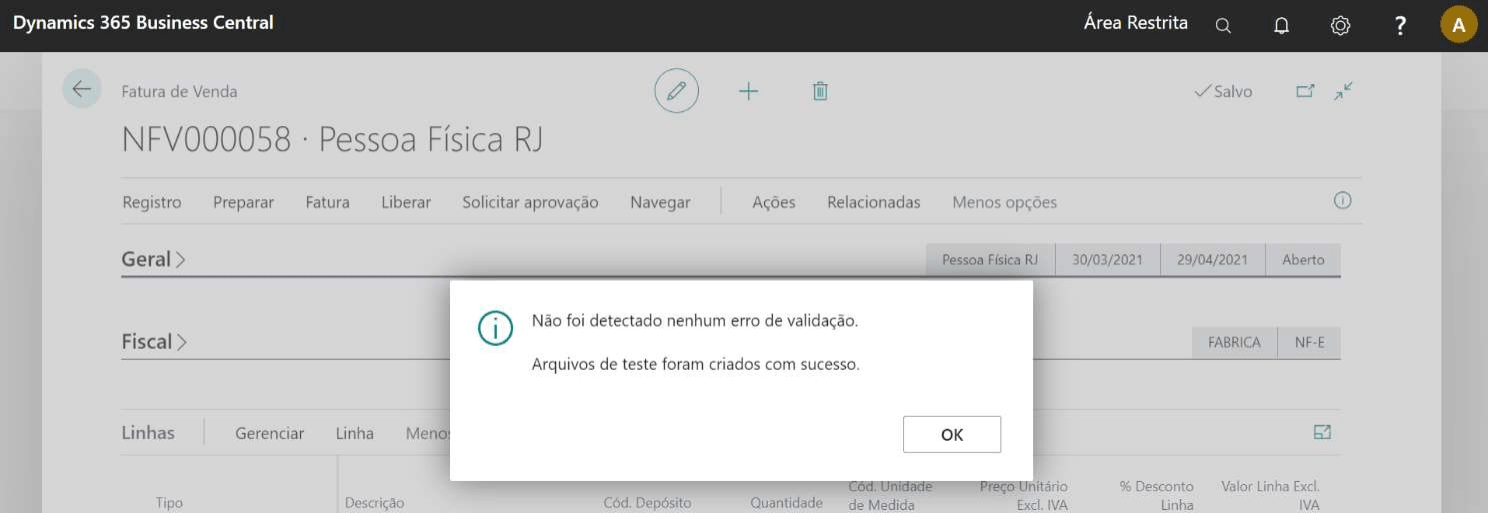 Dynamics 365 Business Central
Área Restrita
?
A
Fatura de Venda
Salvo
NFV000058 · Pessoa Física RJ
Registro Preparar Fatura Liberar Solicitar aprovação Navegar Ações Relacionadas Menos opções
Geral >
Pessoa Física RJ 30/03/2021 29/04/2021 Aberto
Não foi detectado nenhum erro de validação.
Arquivos de teste foram criados com sucesso.
OK
Fiscal >
FABRICA NF-E
Linhas Gerenciar Linha Menos
Tipo
Descrição
Cód. Depósito
Quantidade
Cód. Unidade
de Medida
Preço Unitário
Excl. IVA
% Desconto
Linha
Valor Linha Excl.
IVA